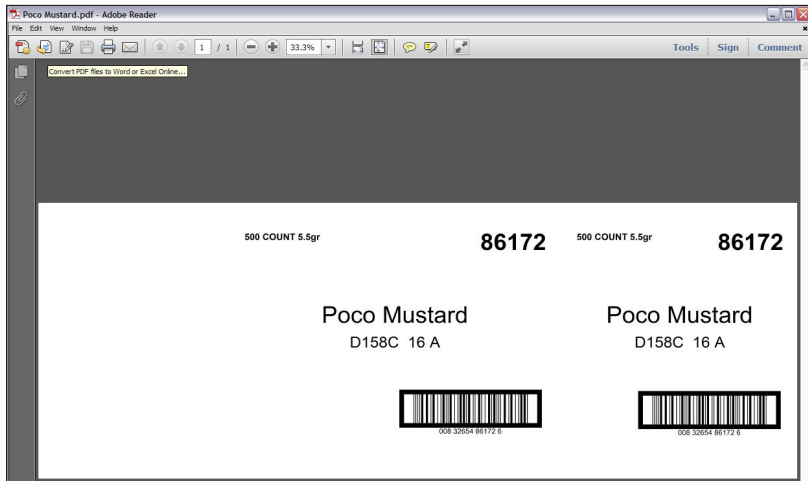 Poco Mustard.pdf - Adobe Reader
File Edit View Window Help
1 / 1 33.3% Tools Sign Comment
Convert PDF files to Word or Excel Online...
500 COUNT 5.5gr 86172 500 COUNT 5.5gr 86172
Poco Mustard Poco Mustard
D158C 16 A D158C 16 A
008 32654 86172 6 008 32654 86172 6